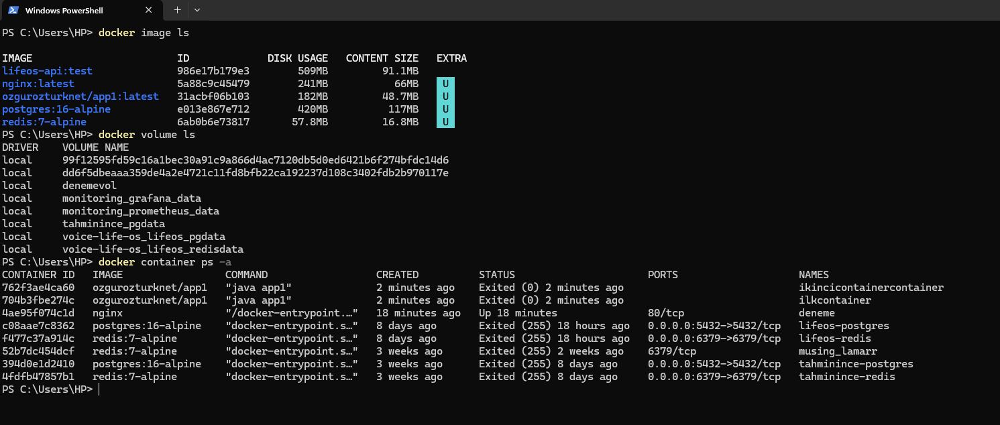 Windows PowerShell
PS C:\Users\HP> docker image ls
IMAGE ID DISK USAGE CONTENT SIZE EXTRA
lifeos-api:test 986e17b179e3 509MB 91.1MB
nginx:latest 5a88c9c45479 241MB 66MB U
ozgurozturknet/app1:latest 31acbf06b103 182MB 48.7MB U
postgres:16-alpine e013e867e712 420MB 117MB U
redis:7-alpine 6ab0b6e73817 57.8MB 16.8MB U
PS C:\Users\HP> docker volume ls
DRIVER VOLUME NAME
local 99f12595fd59c16a1bec30a91c9a866d4ac7120db5d0ed6421b6f274bfdc14d6
local dd6f5dbeaaa359de4a2e4721c11fd8bfb22ca192237d108c3402fdb2b970117e
local denemevol
local monitoring_grafana_data
local monitoring_prometheus_data
local tahminince_pgdata
local voice-life-os_lifeos_pgdata
local voice-life-os_lifeos_redisdata
PS C:\Users\HP> docker container ps -a
CONTAINER ID IMAGE COMMAND CREATED STATUS PORTS NAMES
762f3ae4ca60 ozgurozturknet/app1 "java app1" 2 minutes ago Exited (0) 2 minutes ago ikincicontainercontainer
704b3fbe274c ozgurozturknet/app1 "java app1" 2 minutes ago Exited (0) 2 minutes ago ilkcontainer
4ae95f074c1d nginx "/docker-entrypoint.…" 18 minutes ago Up 18 minutes 80/tcp deneme
c08aae7c8362 postgres:16-alpine "docker-entrypoint.s…" 8 days ago Exited (255) 18 hours ago 0.0.0.0:5432->5432/tcp lifeos-postgres
f477c37a914c redis:7-alpine "docker-entrypoint.s…" 8 days ago Exited (255) 18 hours ago 0.0.0.0:6379->6379/tcp lifeos-redis
52b7dc454dcf redis:7-alpine "docker-entrypoint.s…" 3 weeks ago Exited (255) 2 weeks ago 6379/tcp musing_lamarr
394d0e1d2410 postgres:16-alpine "docker-entrypoint.s…" 3 weeks ago Exited (255) 8 days ago 0.0.0.0:5432->5432/tcp tahminince-postgres
4fdfb47857b1 redis:7-alpine "docker-entrypoint.s…" 3 weeks ago Exited (255) 8 days ago 0.0.0.0:6379->6379/tcp tahminince-redis
PS C:\Users\HP>